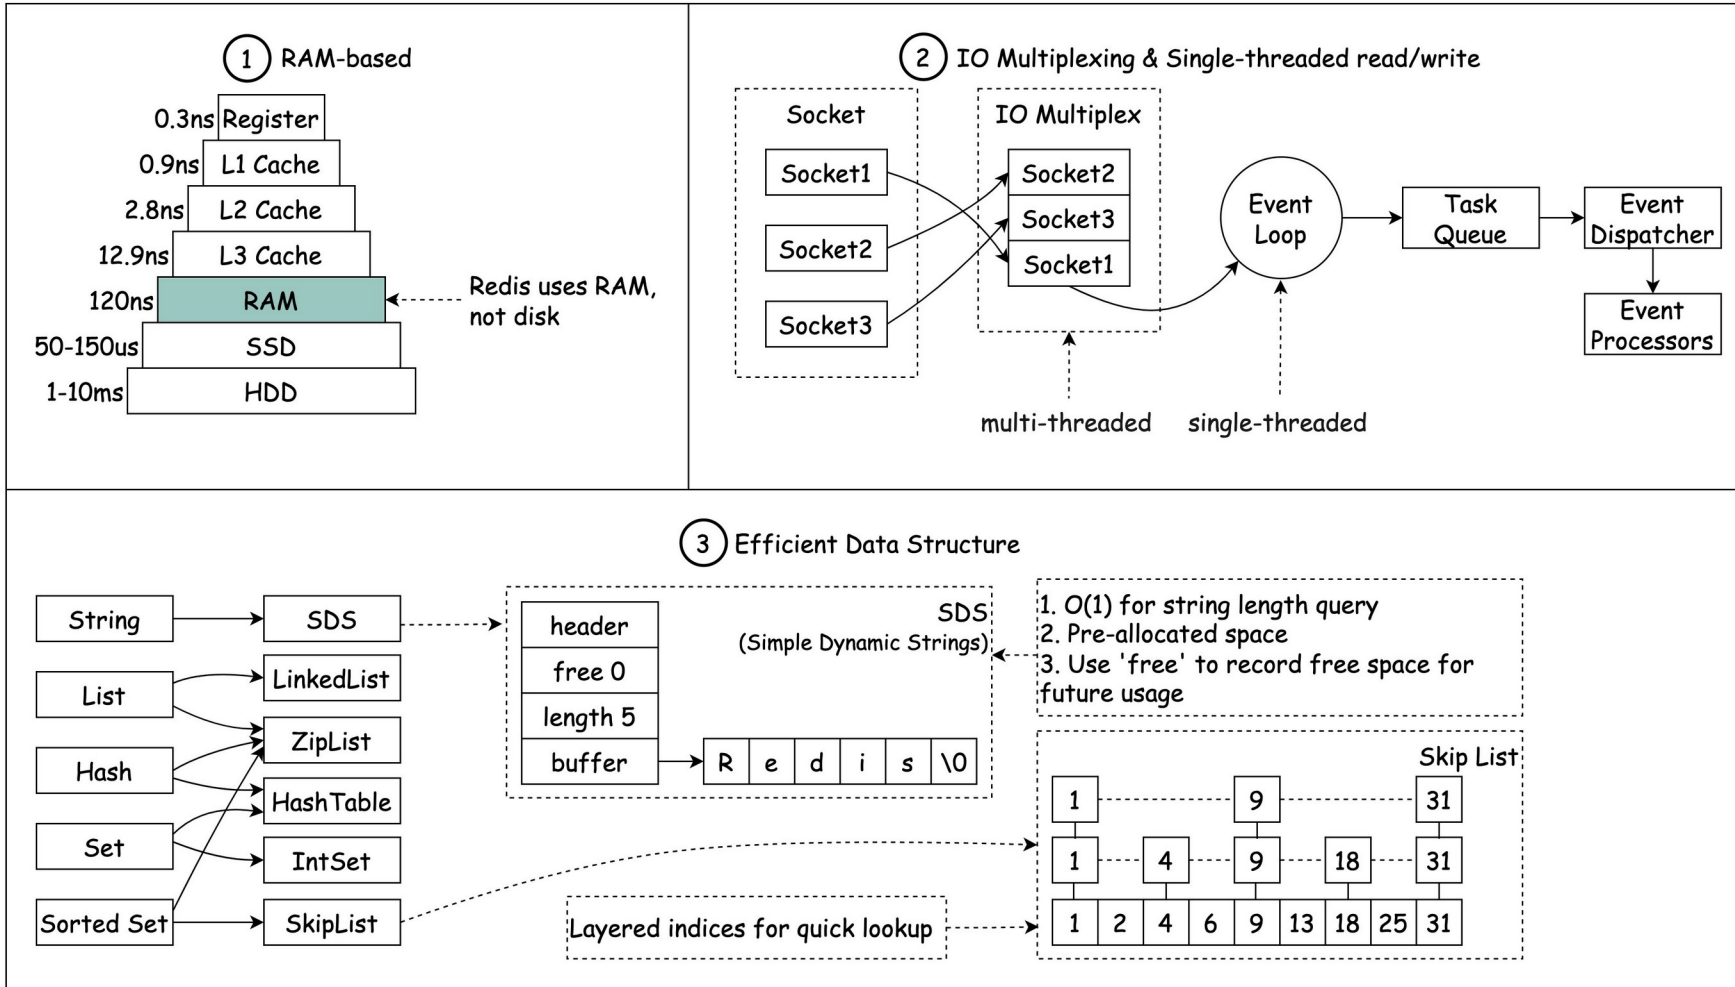 1 RAM-based
0.3ns Register
0.9ns L1 Cache
2.8ns L2 Cache
12.9ns L3 Cache
120ns RAM
50-150us SSD
1-10ms HDD
Redis uses RAM,
not disk
2 IO Multiplexing & Single-threaded read/write
Socket
Socket1
Socket2
Socket3
IO Multiplex
Socket2
Socket3
Socket1
multi-threaded
Event
Loop
single-threaded
Task
Queue
Event
Dispatcher
Event
Processors
3 Efficient Data Structure
String
List
Hash
Set
Sorted Set
SDS
LinkedList
ZipList
HashTable
IntSet
SkipList
header
free 0
length 5
buffer
R e d i s \0
SDS
(Simple Dynamic Strings)
1. O(1) for string length query
2. Pre-allocated space
3. Use 'free' to record free space for
future usage
Skip List
1 9 31
1 4 9 18 31
1 2 4 6 9 13 18 25 31
Layered indices for quick lookup